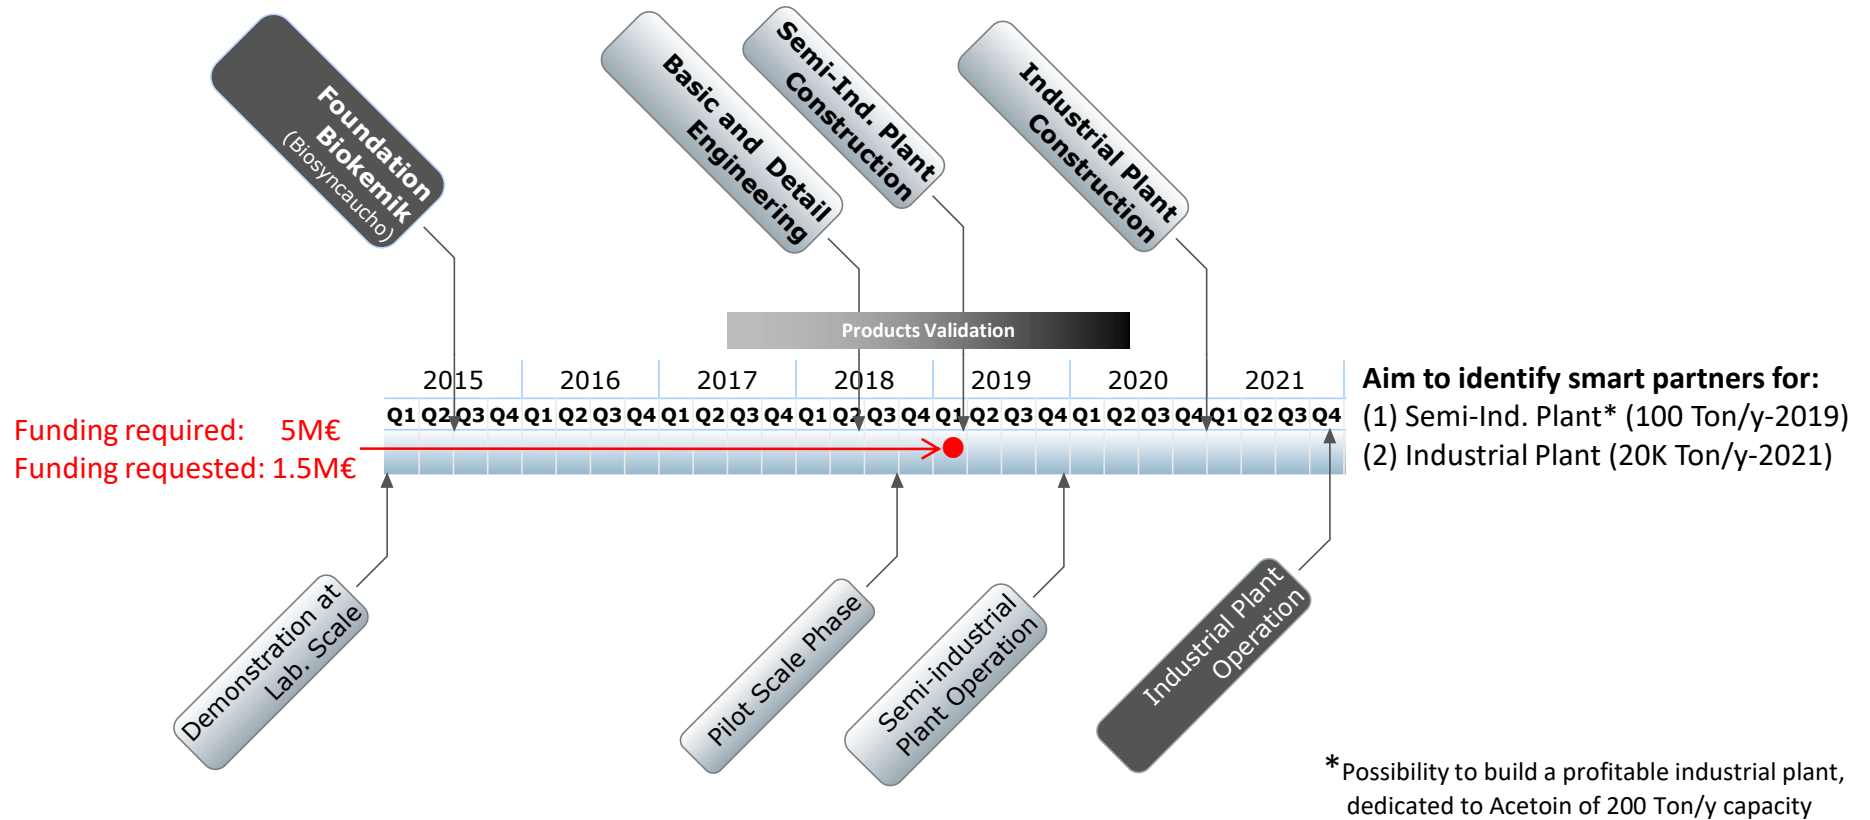 Foundation
Biokemik
(Biosyncaucho)
Basic and Detail
Engineering
Semi-Ind. Plant
Construction
Industrial Plant
Construction
Products Validation
2015 2016 2017 2018 2019 2020 2021
Q1 Q2 Q3 Q4 Q1 Q2 Q3 Q4 Q1 Q2 Q3 Q4 Q1 Q2 Q3 Q4 Q1 Q2 Q3 Q4 Q1 Q2 Q3 Q4 Q1 Q2 Q3 Q4
Funding required: 5M€
Funding requested: 1.5M€
Aim to identify smart partners for:
(1) Semi-Ind. Plant* (100 Ton/y-2019)
(2) Industrial Plant (20K Ton/y-2021)
Demonstration at
Lab. Scale
Pilot Scale Phase
Semi-industrial
Plant Operation
Industrial Plant
Operation
*Possibility to build a profitable industrial plant,
dedicated to Acetoin of 200 Ton/y capacity